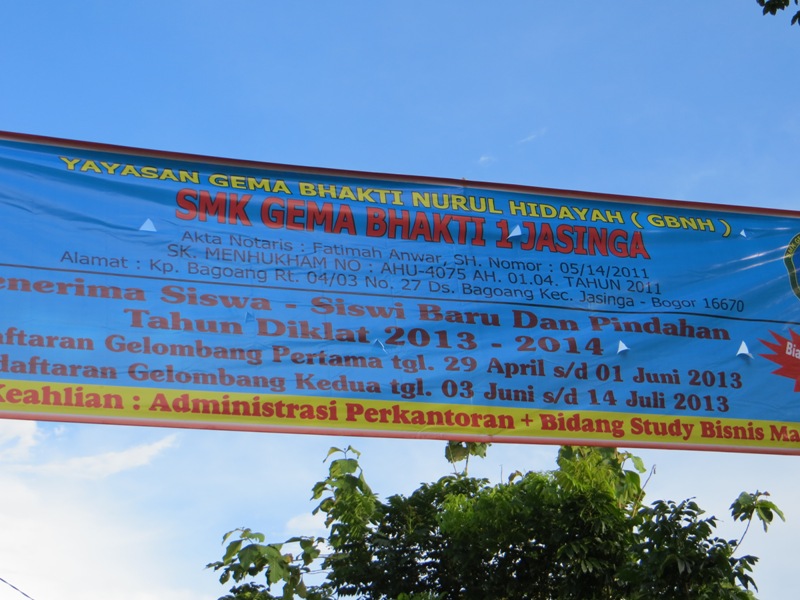 YAYASAN GEMA BHAKTI NURUL HIDAYAH ( GBNH )
SMK GEMA BHAKTI 1 JASINGA
Akta Notaris : Fatimah Anwar, SH. Nomor : 05/14/2011
SK. MENHUKHAM NO : AHU-4075 AH. 01.04. TAHUN 2011
Alamat : Kp. Bagoang Rt. 04/03 No. 27 Ds. Bagoang Kec. Jasinga - Bogor 16670
enerima Siswa - Siswi Baru Dan Pindahan
Tahun Diklat 2013 - 2014
daftaran Gelombang Pertama tgl. 29 April s/d 01 Juni 2013
daftaran Gelombang Kedua tgl. 03 Juni s/d 14 Juli 2013
Keahlian : Administrasi Perkantoran + Bidang Study Bisnis Ma
Bia